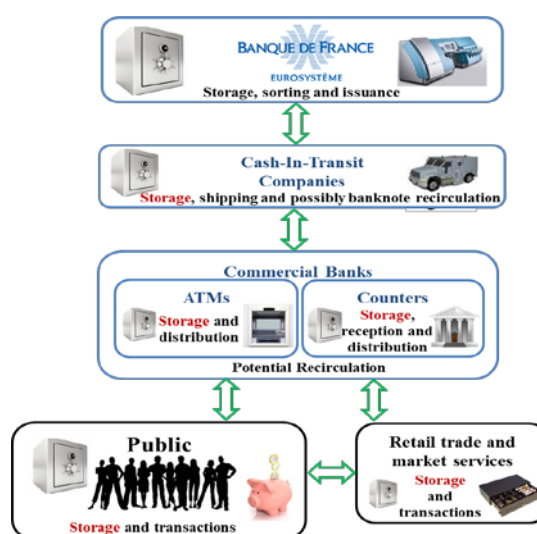 BANQUE DE FRANCE
EUROSYSTÈME
Storage, sorting and issuance
Cash-In-Transit
Companies
Storage, shipping and possibly banknote recirculation
Commercial Banks
ATMs
Storage and
distribution
Counters
Storage,
reception and
distribution
Potential Recirculation
Public
Storage and transactions
Retail trade and
market services
Storage
and
transactions